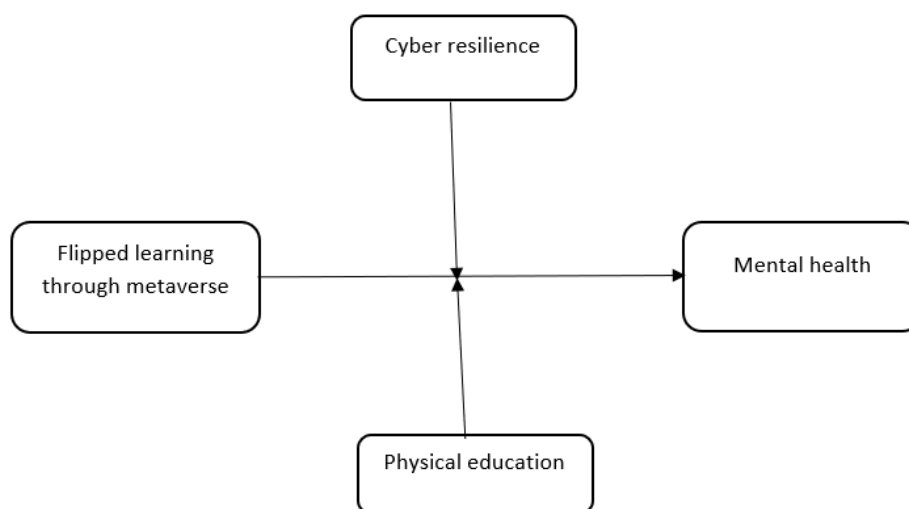 Cyber resilience
Flipped learning
through metaverse
Mental health
Physical education